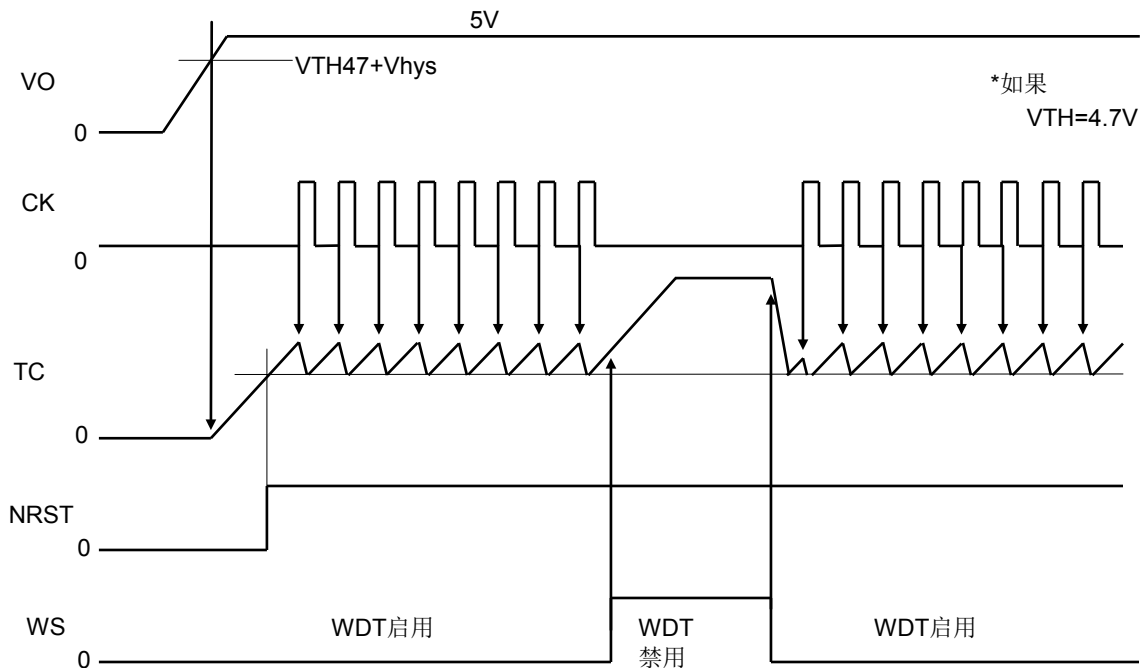 5V
VTH47+Vhys
VO
*如果
VTH=4.7V
0
CK
0
TC
0
NRST
0
WS
WDT启用
WDT
禁用
WDT启用
0